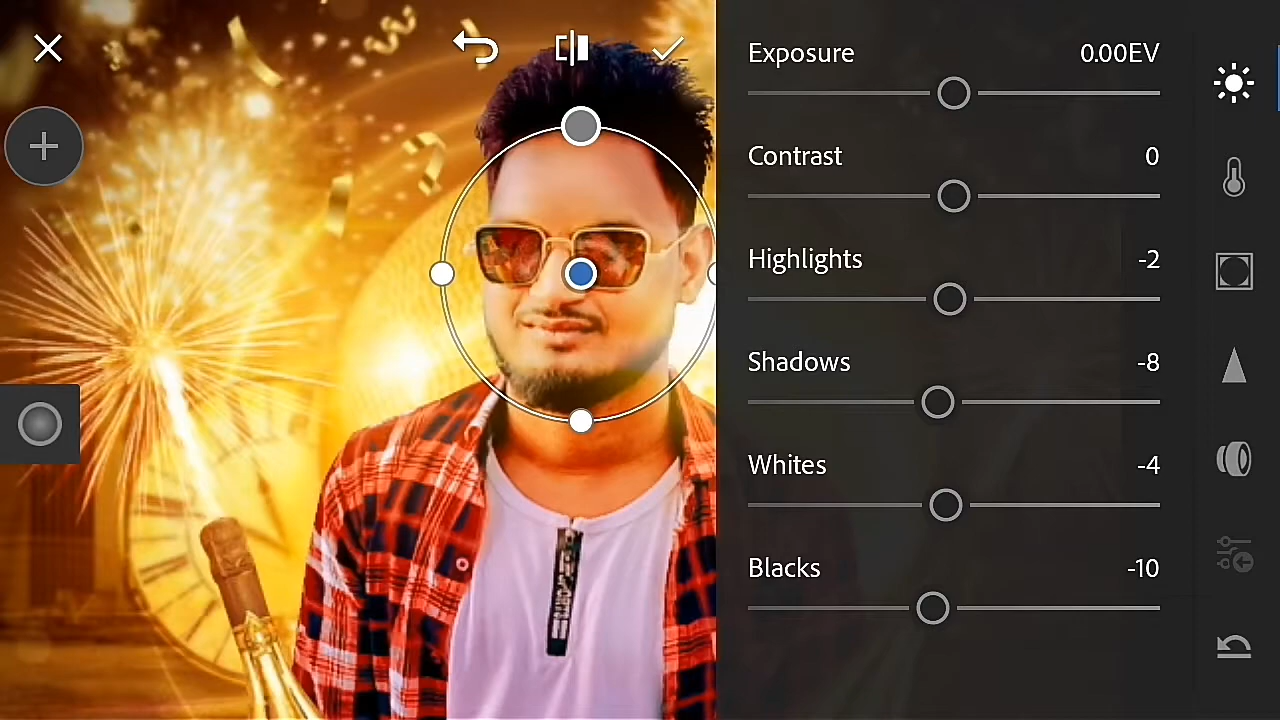 Exposure 0.00EV
Contrast 0
Highlights -2
Shadows -8
Whites -4
Blacks -10